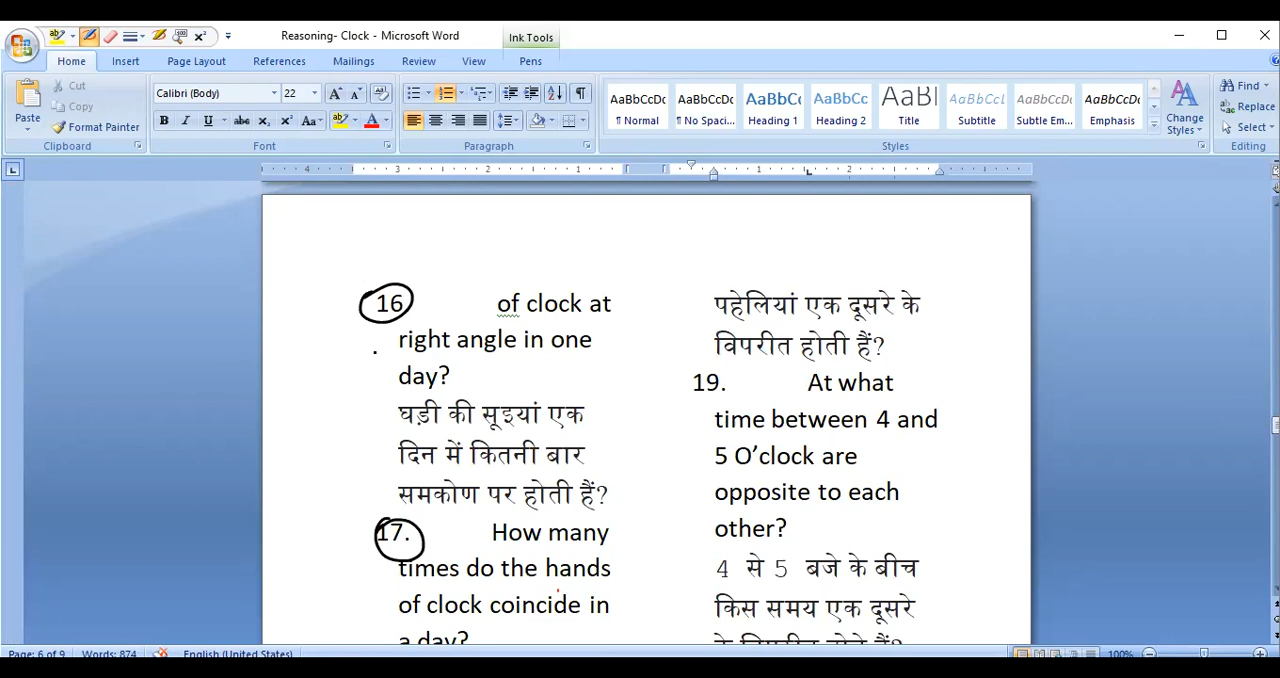 Reasoning- Clock - Microsoft Word
Ink Tools
Home Insert Page Layout References Mailings Review View Pens
Paste
Cut
Copy
Format Painter
Clipboard
Calibri (Body) 22
Font
Paragraph
AaBbCcDc AaBbCcDc AaBbC AaBbCc AaBl AaBbCcL AaBbCcDc AaBbCcDc
¶ Normal ¶ No Spaci... Heading 1 Heading 2 Title Subtitle Subtle Em... Emphasis
Change
Styles
Styles
Find
Replace
Select
Editing
16 of clock at
right angle in one
day?
घड़ी की सूइयां एक
दिन में कितनी बार
समकोण पर होती हैं?
17. How many
times do the hands
of clock coincide in
a day?
पहेलियां एक दूसरे के
विपरीत होती हैं?
19. At what
time between 4 and
5 O’clock are
opposite to each
other?
4 से 5 बजे के बीच
किस समय एक दूसरे
के विपरीत होते हैं?
Page: 6 of 9 Words: 874 English (United States) 100%